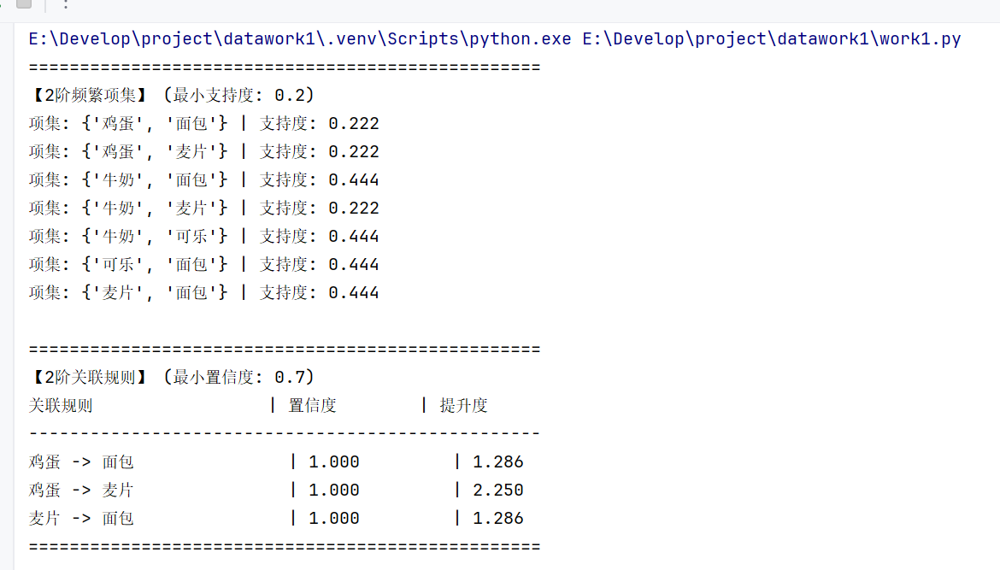 E:\Develop\project\datawork1\.venv\Scripts\python.exe E:\Develop\project\datawork1\work1.py
==================================================
【2阶频繁项集】 (最小支持度: 0.2)
项集: {'鸡蛋', '面包'} | 支持度: 0.222
项集: {'鸡蛋', '麦片'} | 支持度: 0.222
项集: {'牛奶', '面包'} | 支持度: 0.444
项集: {'牛奶', '麦片'} | 支持度: 0.222
项集: {'牛奶', '可乐'} | 支持度: 0.444
项集: {'可乐', '面包'} | 支持度: 0.444
项集: {'麦片', '面包'} | 支持度: 0.444
==================================================
【2阶关联规则】 (最小置信度: 0.7)
关联规则 | 置信度 | 提升度
--------------------------------------------------
鸡蛋 -> 面包 | 1.000 | 1.286
鸡蛋 -> 麦片 | 1.000 | 2.250
麦片 -> 面包 | 1.000 | 1.286
==================================================